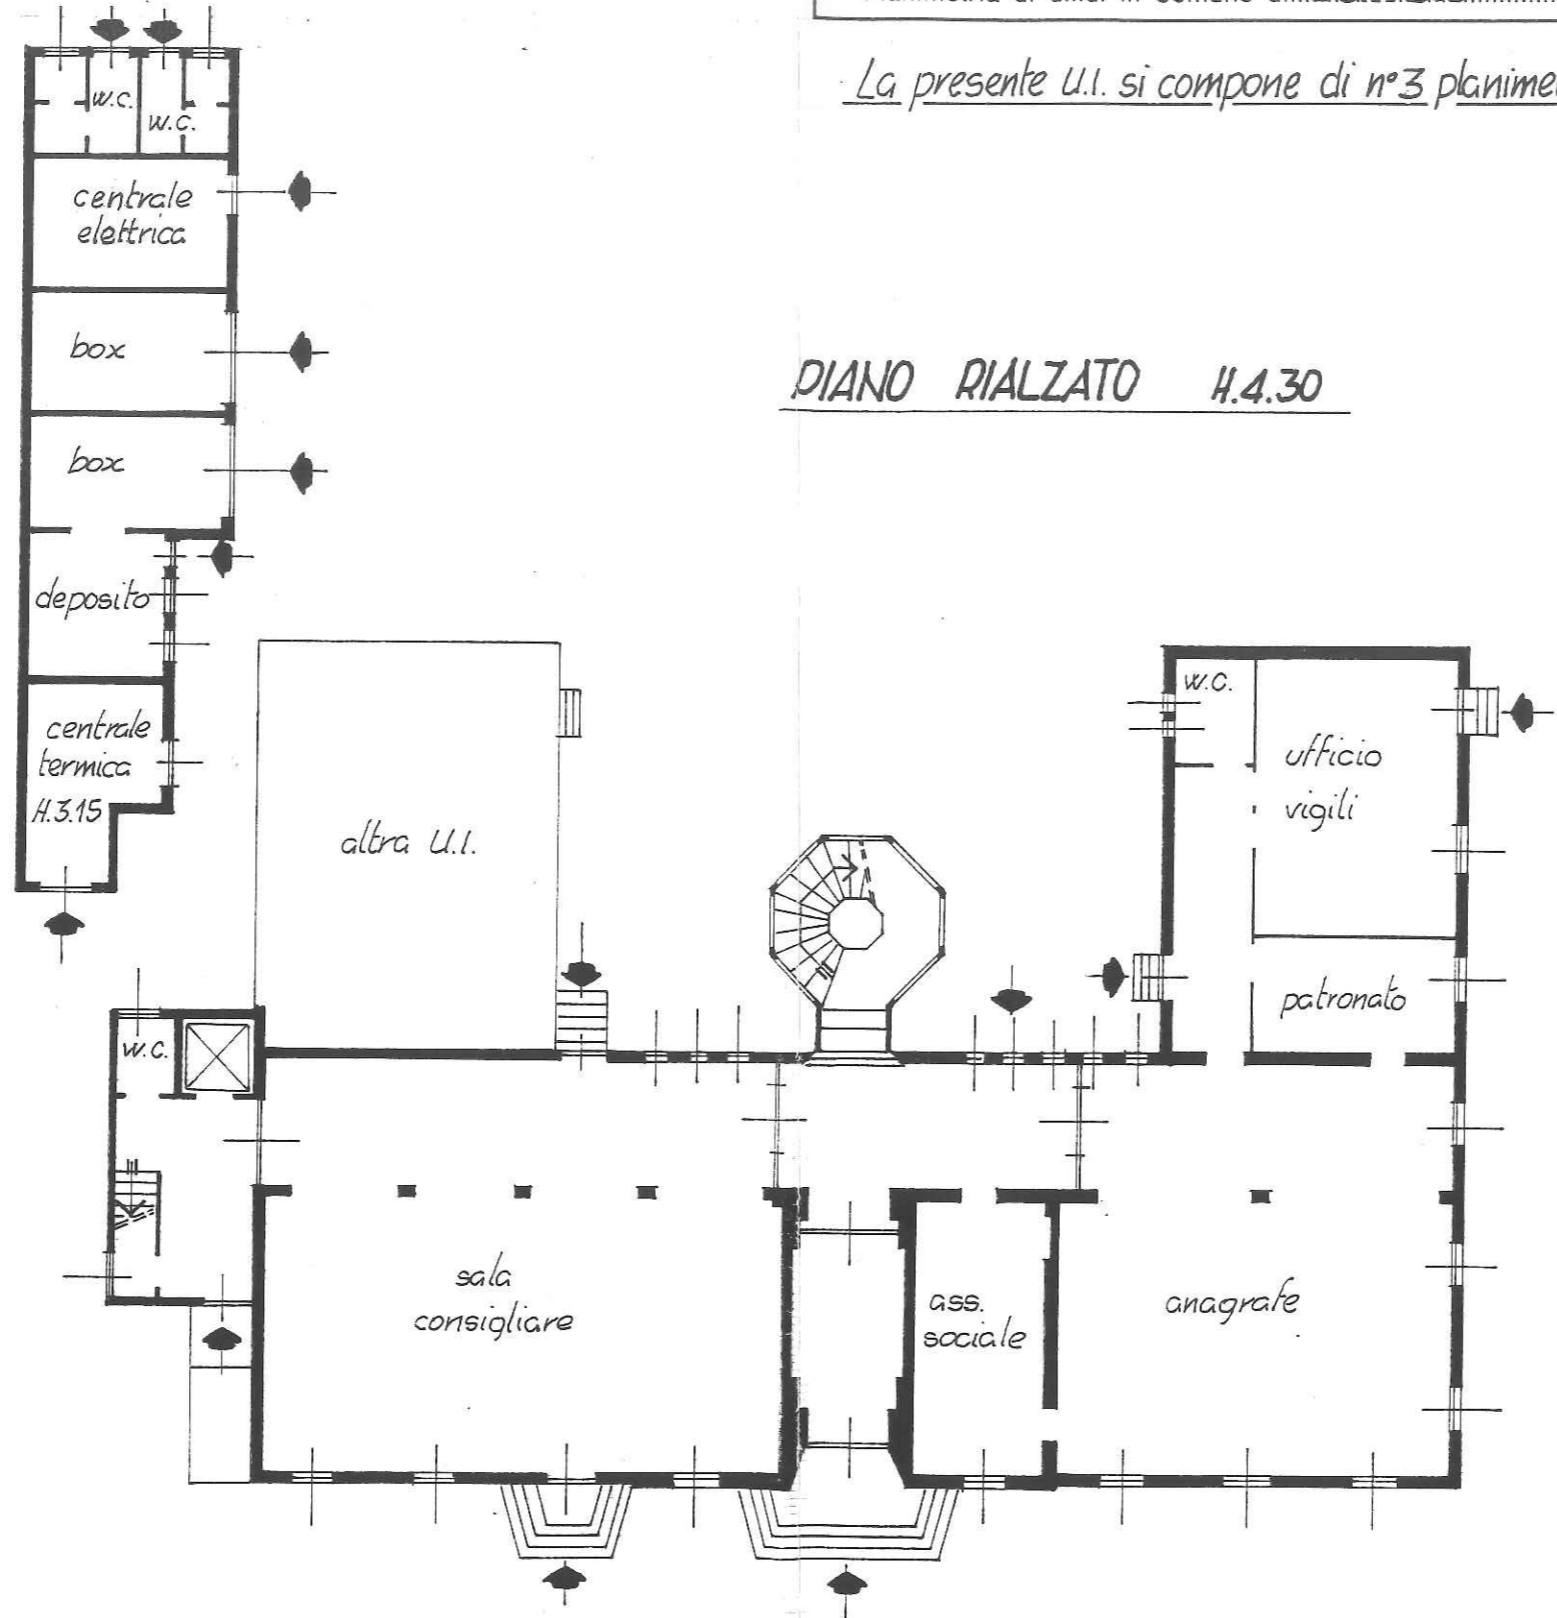 La presente U.I. si compone di n° 3
w.c.
w.c.
centrale
elettrica
box
PIANO RIALZATO H.4.30
box
deposito
centrale
termica
H.3.15
altra U.I.
w.c.
ufficio
vigili
patronato
w.c.
sala
consigliare
ass.
sociale
anagrafe